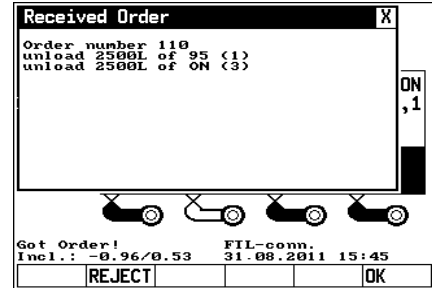 Received Order X
Order number 110
unload 2500L of 95 (1)
unload 2500L of ON (3)
ON
,1
Got Order! FIL-conn.
Incl.: -0.96/0.53 31.08.2011 15:45
REJECT OK